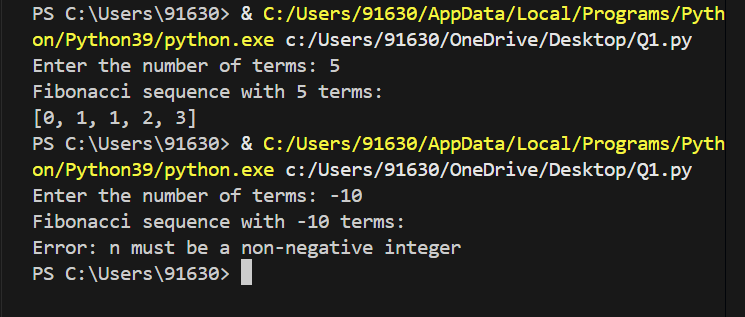 PS C:\Users\91630> & C:/Users/91630/AppData/Local/Programs/Pyth
on/Python39/python.exe c:/Users/91630/OneDrive/Desktop/Q1.py
Enter the number of terms: 5
Fibonacci sequence with 5 terms:
[0, 1, 1, 2, 3]
PS C:\Users\91630> & C:/Users/91630/AppData/Local/Programs/Pyth
on/Python39/python.exe c:/Users/91630/OneDrive/Desktop/Q1.py
Enter the number of terms: -10
Fibonacci sequence with -10 terms:
Error: n must be a non-negative integer
PS C:\Users\91630>